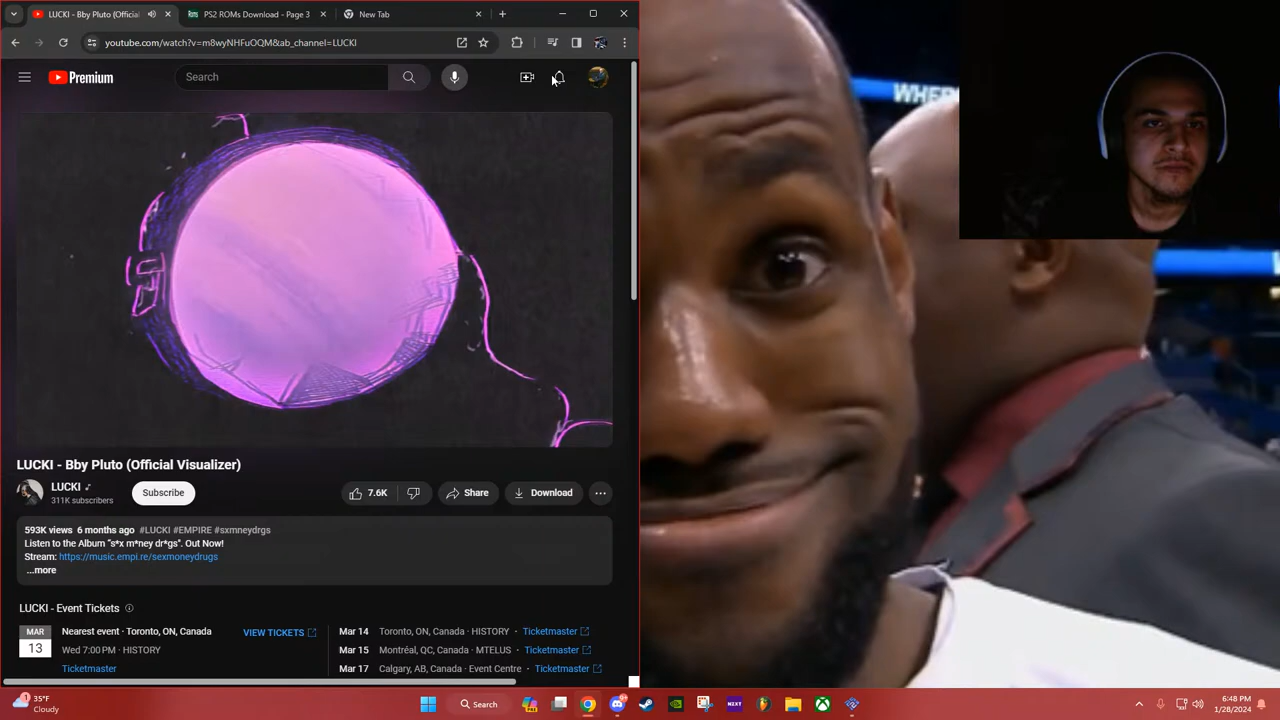 LUCKI - Bby Pluto (Official
PS2 ROMs Download - Page 3
New Tab
youtube.com/watch?v=m8wyNHFuOQM&ab_channel=LUCKI
Premium
Search
LUCKI - Bby Pluto (Official Visualizer)
LUCKI
311K subscribers
Subscribe
7.6K
Share
Download
593K views 6 months ago #LUCKI #EMPIRE #sxmneydrgs
Listen to the Album "s*x m*ney dr*gs". Out Now!
Stream: https://music.empi.re/sexmoneydrugs
...more
LUCKI - Event Tickets
MAR
13
Nearest event · Toronto, ON, Canada
Wed 7:00 PM · HISTORY
Ticketmaster
VIEW TICKETS
Mar 14 Toronto, ON, Canada · HISTORY · Ticketmaster
Mar 15 Montréal, QC, Canada · MTELUS · Ticketmaster
Mar 17 Calgary, AB, Canada · Event Centre · Ticketmaster
WHER
1
35°F
Cloudy
Search
6:48 PM
1/28/2024